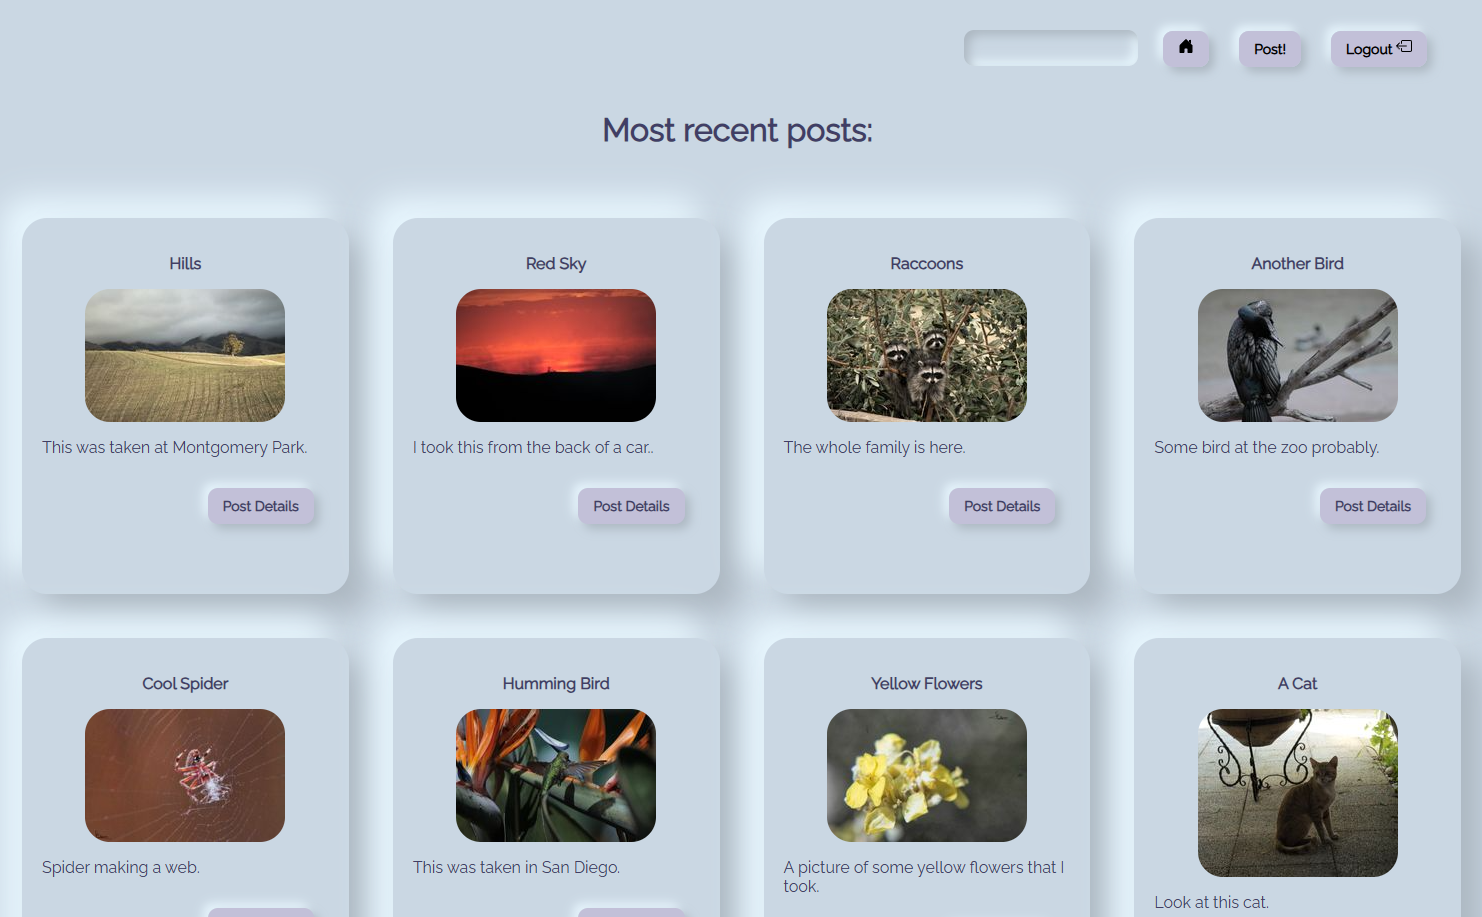 Post!
Logout
Most recent posts:
Hills
Red Sky
Raccoons
Another Bird
This was taken at Montgomery Park.
I took this from the back of a car..
The whole family is here.
Some bird at the zoo probably.
Post Details
Post Details
Post Details
Post Details
Cool Spider
Humming Bird
Yellow Flowers
A Cat
Spider making a web.
This was taken in San Diego.
A picture of some yellow flowers that I
took.
Look at this cat.